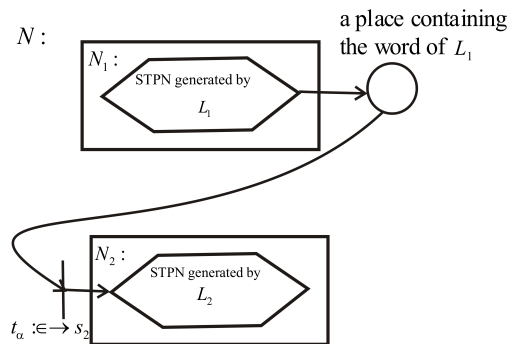 N :
a place containing
the word of L₁
N₁ :
STPN generated by
L₁
N₂ :
STPN generated by
L₂
tα :∈→ s₂